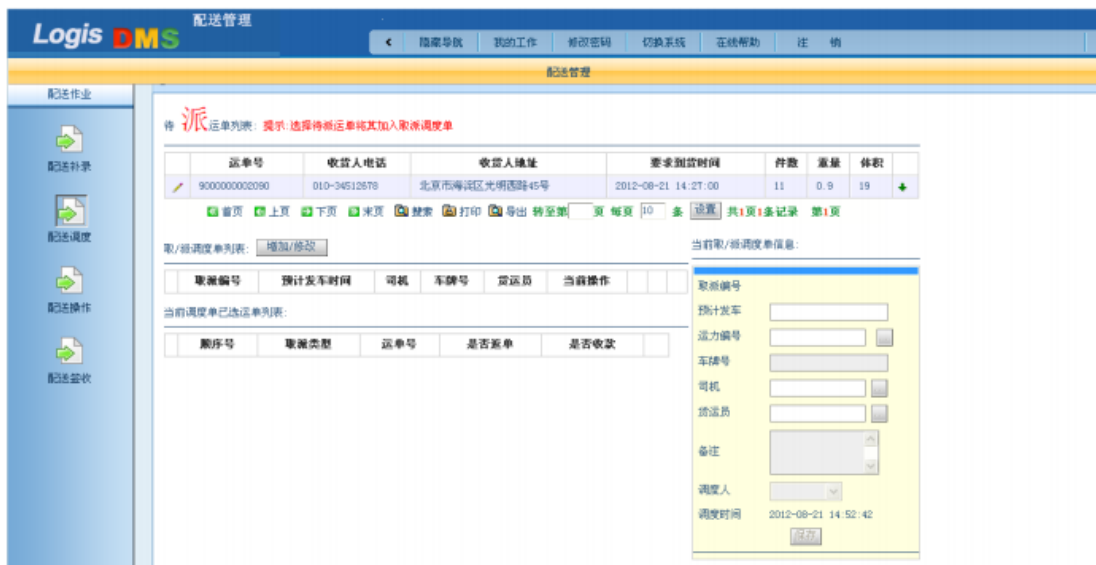 配送管理
Logis DMS
隐藏导航 我的工作 修改密码 切换系统 在线帮助 注 销
配送管理
配送作业
配送补录
配送调度
配送操作
配送签收
待派运单列表: 提示:选择待派运单将其加入取派调度单
运单号 收货人电话 收货人地址 要求到货时间 件数 重量 体积
9000000002090 010-34512678 北京市海淀区光明西路45号 2012-08-21 14:27:00 11 0.9 19
首页 上页 下页 末页 搜索 打印 导出 转至第 页 每页 10 条 设置 共1页1条记录 第1页
取/派调度单列表: 增加/修改
取派编号 预计发车时间 司机 车牌号 货运员 当前操作
当前调度单已选运单列表:
顺序号 取派类型 运单号 是否返单 是否收款
当前取/派调度单信息:
取派编号
预计发车
运力编号
车牌号
司机
货运员
备注
调度人
调度时间 2012-08-21 14:52:42
保存